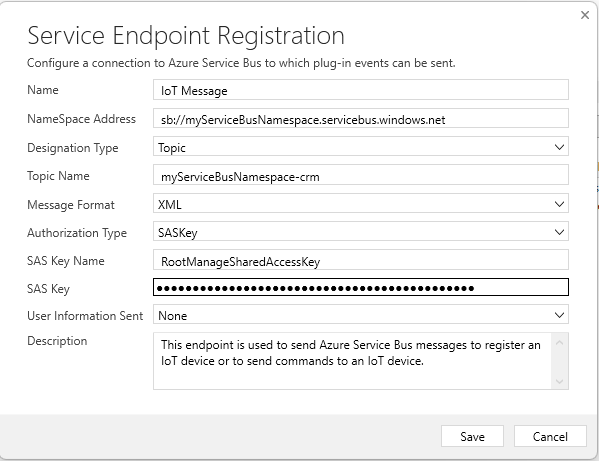 Service Endpoint Registration
Configure a connection to Azure Service Bus to which plug-in events can be sent.
Name IoT Message
NameSpace Address sb://myServiceBusNamespace.servicebus.windows.net
Designation Type Topic
Topic Name myServiceBusNamespace-crm
Message Format XML
Authorization Type SASKey
SAS Key Name RootManageSharedAccessKey
SAS Key ●●●●●●●●●●●●●●●●●●●●●●●●●●●●●●●●●●●●●●●●●●●●
User Information Sent None
Description This endpoint is used to send Azure Service Bus messages to register an
IoT device or to send commands to an IoT device.
Save Cancel